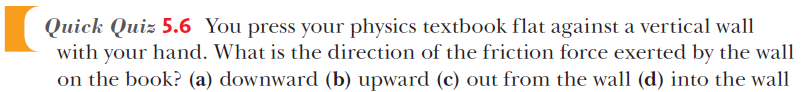 Quick Quiz 5.6 You press your physics textbook flat against a vertical wall
with your hand. What is the direction of the friction force exerted by the wall
on the book? (a) downward (b) upward (c) out from the wall (d) into the wall